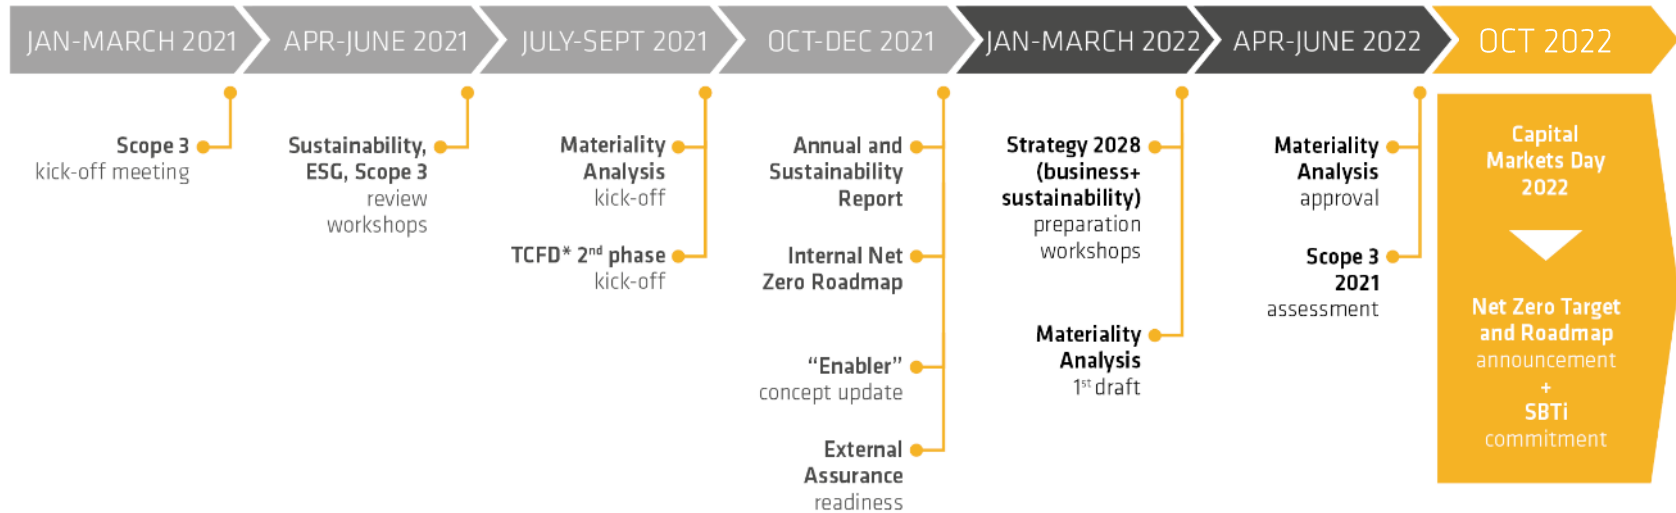 JAN-MARCH 2021
APR-JUNE 2021
JULY-SEPT 2021
OCT-DEC 2021
JAN-MARCH 2022
APR-JUNE 2022
OCT 2022
Scope 3
kick-off meeting
Sustainability,
ESG, Scope 3
review
workshops
Materiality
Analysis
kick-off
TCFD* 2nd phase
kick-off
Annual and
Sustainability
Report
Internal Net
Zero Roadmap
“Enabler”
concept update
External
Assurance
readiness
Strategy 2028
(business+
sustainability)
preparation
workshops
Materiality
Analysis
1st draft
Materiality
Analysis
approval
Scope 3
2021
assessment
Capital
Markets Day
2022
Net Zero Target
and Roadmap
announcement
+
SBTi
commitment